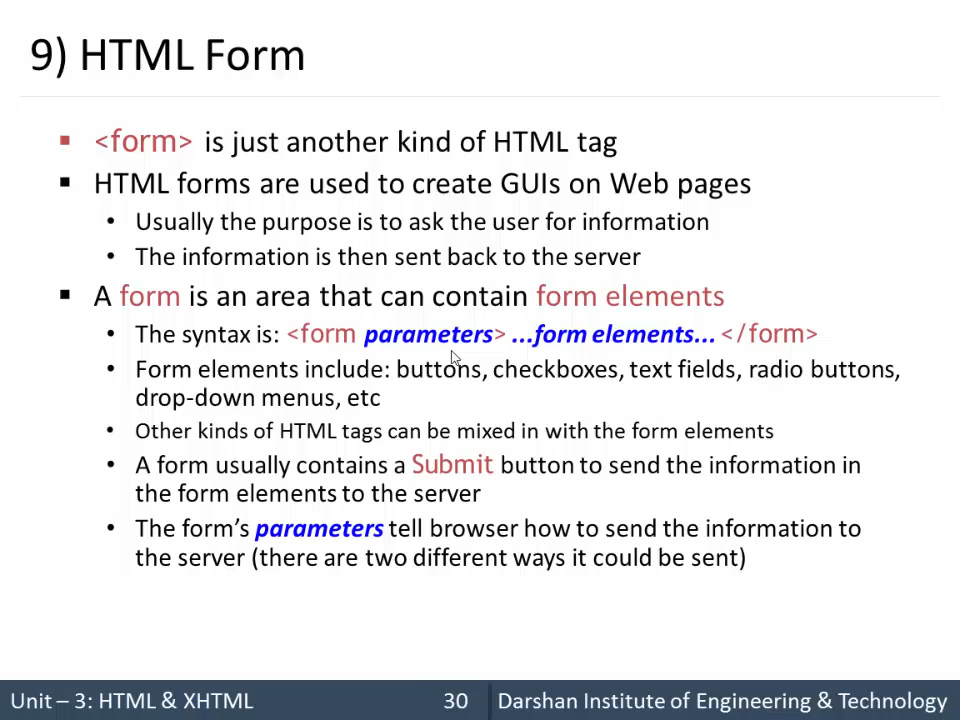 9) HTML Form
▪ <form> is just another kind of HTML tag
▪ HTML forms are used to create GUIs on Web pages
• Usually the purpose is to ask the user for information
• The information is then sent back to the server
▪ A form is an area that can contain form elements
• The syntax is: <form parameters> ...form elements... </form>
• Form elements include: buttons, checkboxes, text fields, radio buttons,
drop-down menus, etc
• Other kinds of HTML tags can be mixed in with the form elements
• A form usually contains a Submit button to send the information in
the form elements to the server
• The form’s parameters tell browser how to send the information to
the server (there are two different ways it could be sent)
Unit – 3: HTML & XHTML 30 Darshan Institute of Engineering & Technology